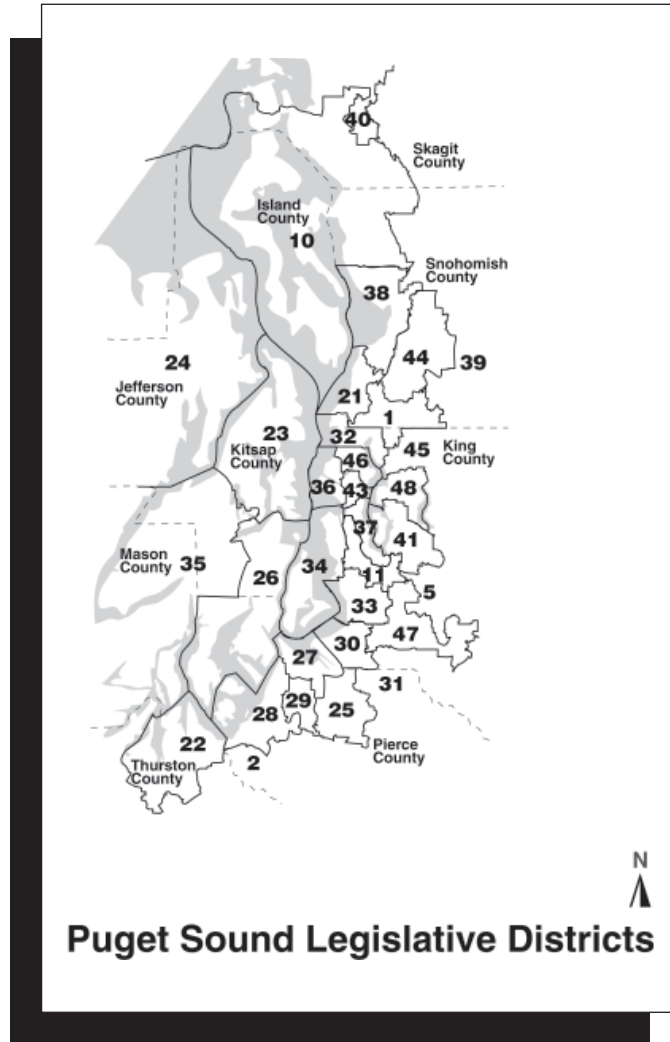 40
Skagit
County
Island
County
10
Snohomish
County
38
24
44
39
Jefferson
County
21
1
23
32
45
King
County
Kitsap
County
46
36
43
48
37
41
Mason
County
35
26
34
11
5
33
47
30
27
31
29
25
28
22
2
Pierce
County
Thurston
County
N
Puget Sound Legislative Districts